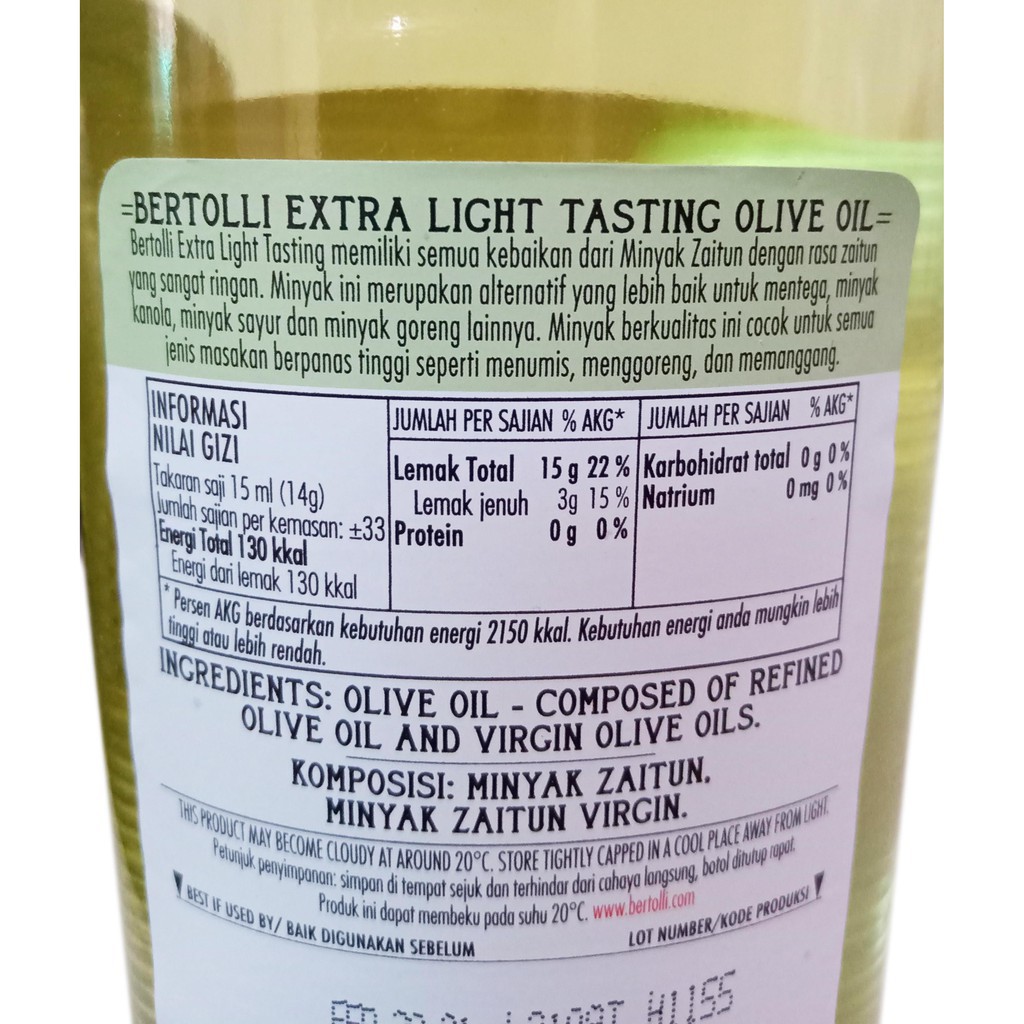 =BERTOLLI EXTRA LIGHT TASTING OLIVE OIL=
Bertolli Extra Light Tasting memiliki semua kebaikan dari Minyak Zaitun dengan rasa zaitun
yang sangat ringan. Minyak ini merupakan alternatif yang lebih baik untuk mentega, minyak
kanola, minyak sayur dan minyak goreng lainnya. Minyak berkualitas ini cocok untuk semua
jenis masakan berpanas tinggi seperti menumis, menggoreng, dan memanggang.
INFORMASI
NILAI GIZI
Takaran saji 15 ml (14g)
Jumlah sajian per kemasan: ±33
Energi Total 130 kkal
Energi dari lemak 130 kkal
JUMLAH PER SAJIAN % AKG*
Lemak Total 15 g 22 %
Lemak jenuh 3g 15 %
Protein 0 g 0 %
JUMLAH PER SAJIAN % AKG*
Karbohidrat total 0 g 0 %
Natrium 0 mg 0 %
* Persen AKG berdasarkan kebutuhan energi 2150 kkal. Kebutuhan energi anda mungkin lebih
tinggi atau lebih rendah.
INGREDIENTS: OLIVE OIL - COMPOSED OF REFINED
OLIVE OIL AND VIRGIN OLIVE OILS.
KOMPOSISI: MINYAK ZAITUN,
MINYAK ZAITUN VIRGIN.
THIS PRODUCT MAY BECOME CLOUDY AT AROUND 20°C. STORE TIGHTLY CAPPED IN A COOL PLACE AWAY FROM LIGHT.
Petunjuk penyimpanan: simpan di tempat sejuk dan terhindar dari cahaya langsung, botol ditutup rapat.
Produk ini dapat membeku pada suhu 20°C. www.bertolli.com
BEST IF USED BY/ BAIK DIGUNAKAN SEBELUM
LOT NUMBER/KODE PRODUKSI